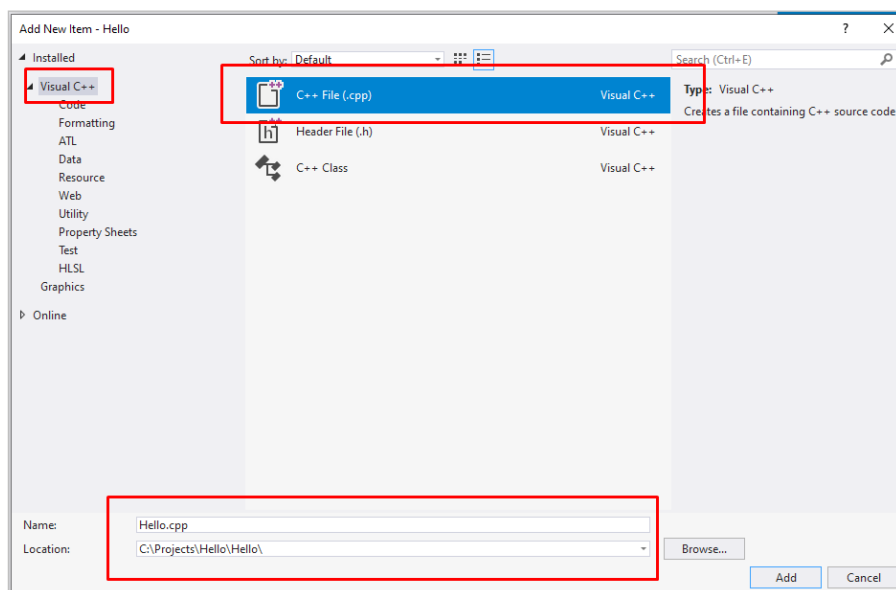 Add New Item - Hello
? X
Installed
Visual C++
Code
Formatting
ATL
Data
Resource
Web
Utility
Property Sheets
Test
HLSL
Graphics
Online
Sort by: Default
C++ File (.cpp) Visual C++
Header File (.h) Visual C++
C++ Class Visual C++
Search (Ctrl+E)
Type: Visual C++
Creates a file containing C++ source code
Name: Hello.cpp
Location: C:\Projects\Hello\Hello\
Browse...
Add Cancel